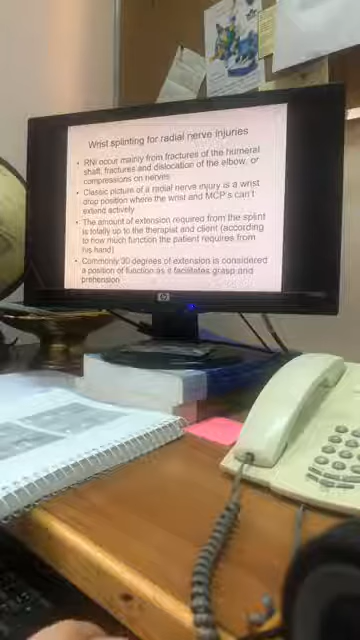 Wrist splinting for radial nerve injuries
• RNI occur mainly from fractures of the humeral
shaft, fractures and dislocation of the elbow, or
compressions on nerves
• Classic picture of a radial nerve injury is a wrist
drop position where the wrist and MCP's can't
extend actively
• The amount of extension required from the splint
is totally up to the therapist and client (according
to how much function the patient requires from
his hand)
• Commonly 30 degrees of extension is considered
a position of function as it facilitates grasp and
prehension
hp